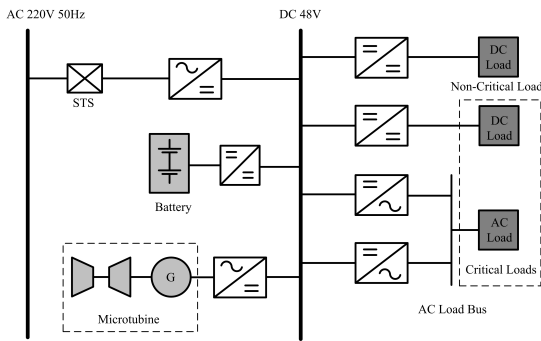 AC 220V 50Hz
DC 48V
STS
DC
Load
Non-Critical Load
DC
Load
Battery
AC
Load
Critical Loads
G
Microtubine
AC Load Bus